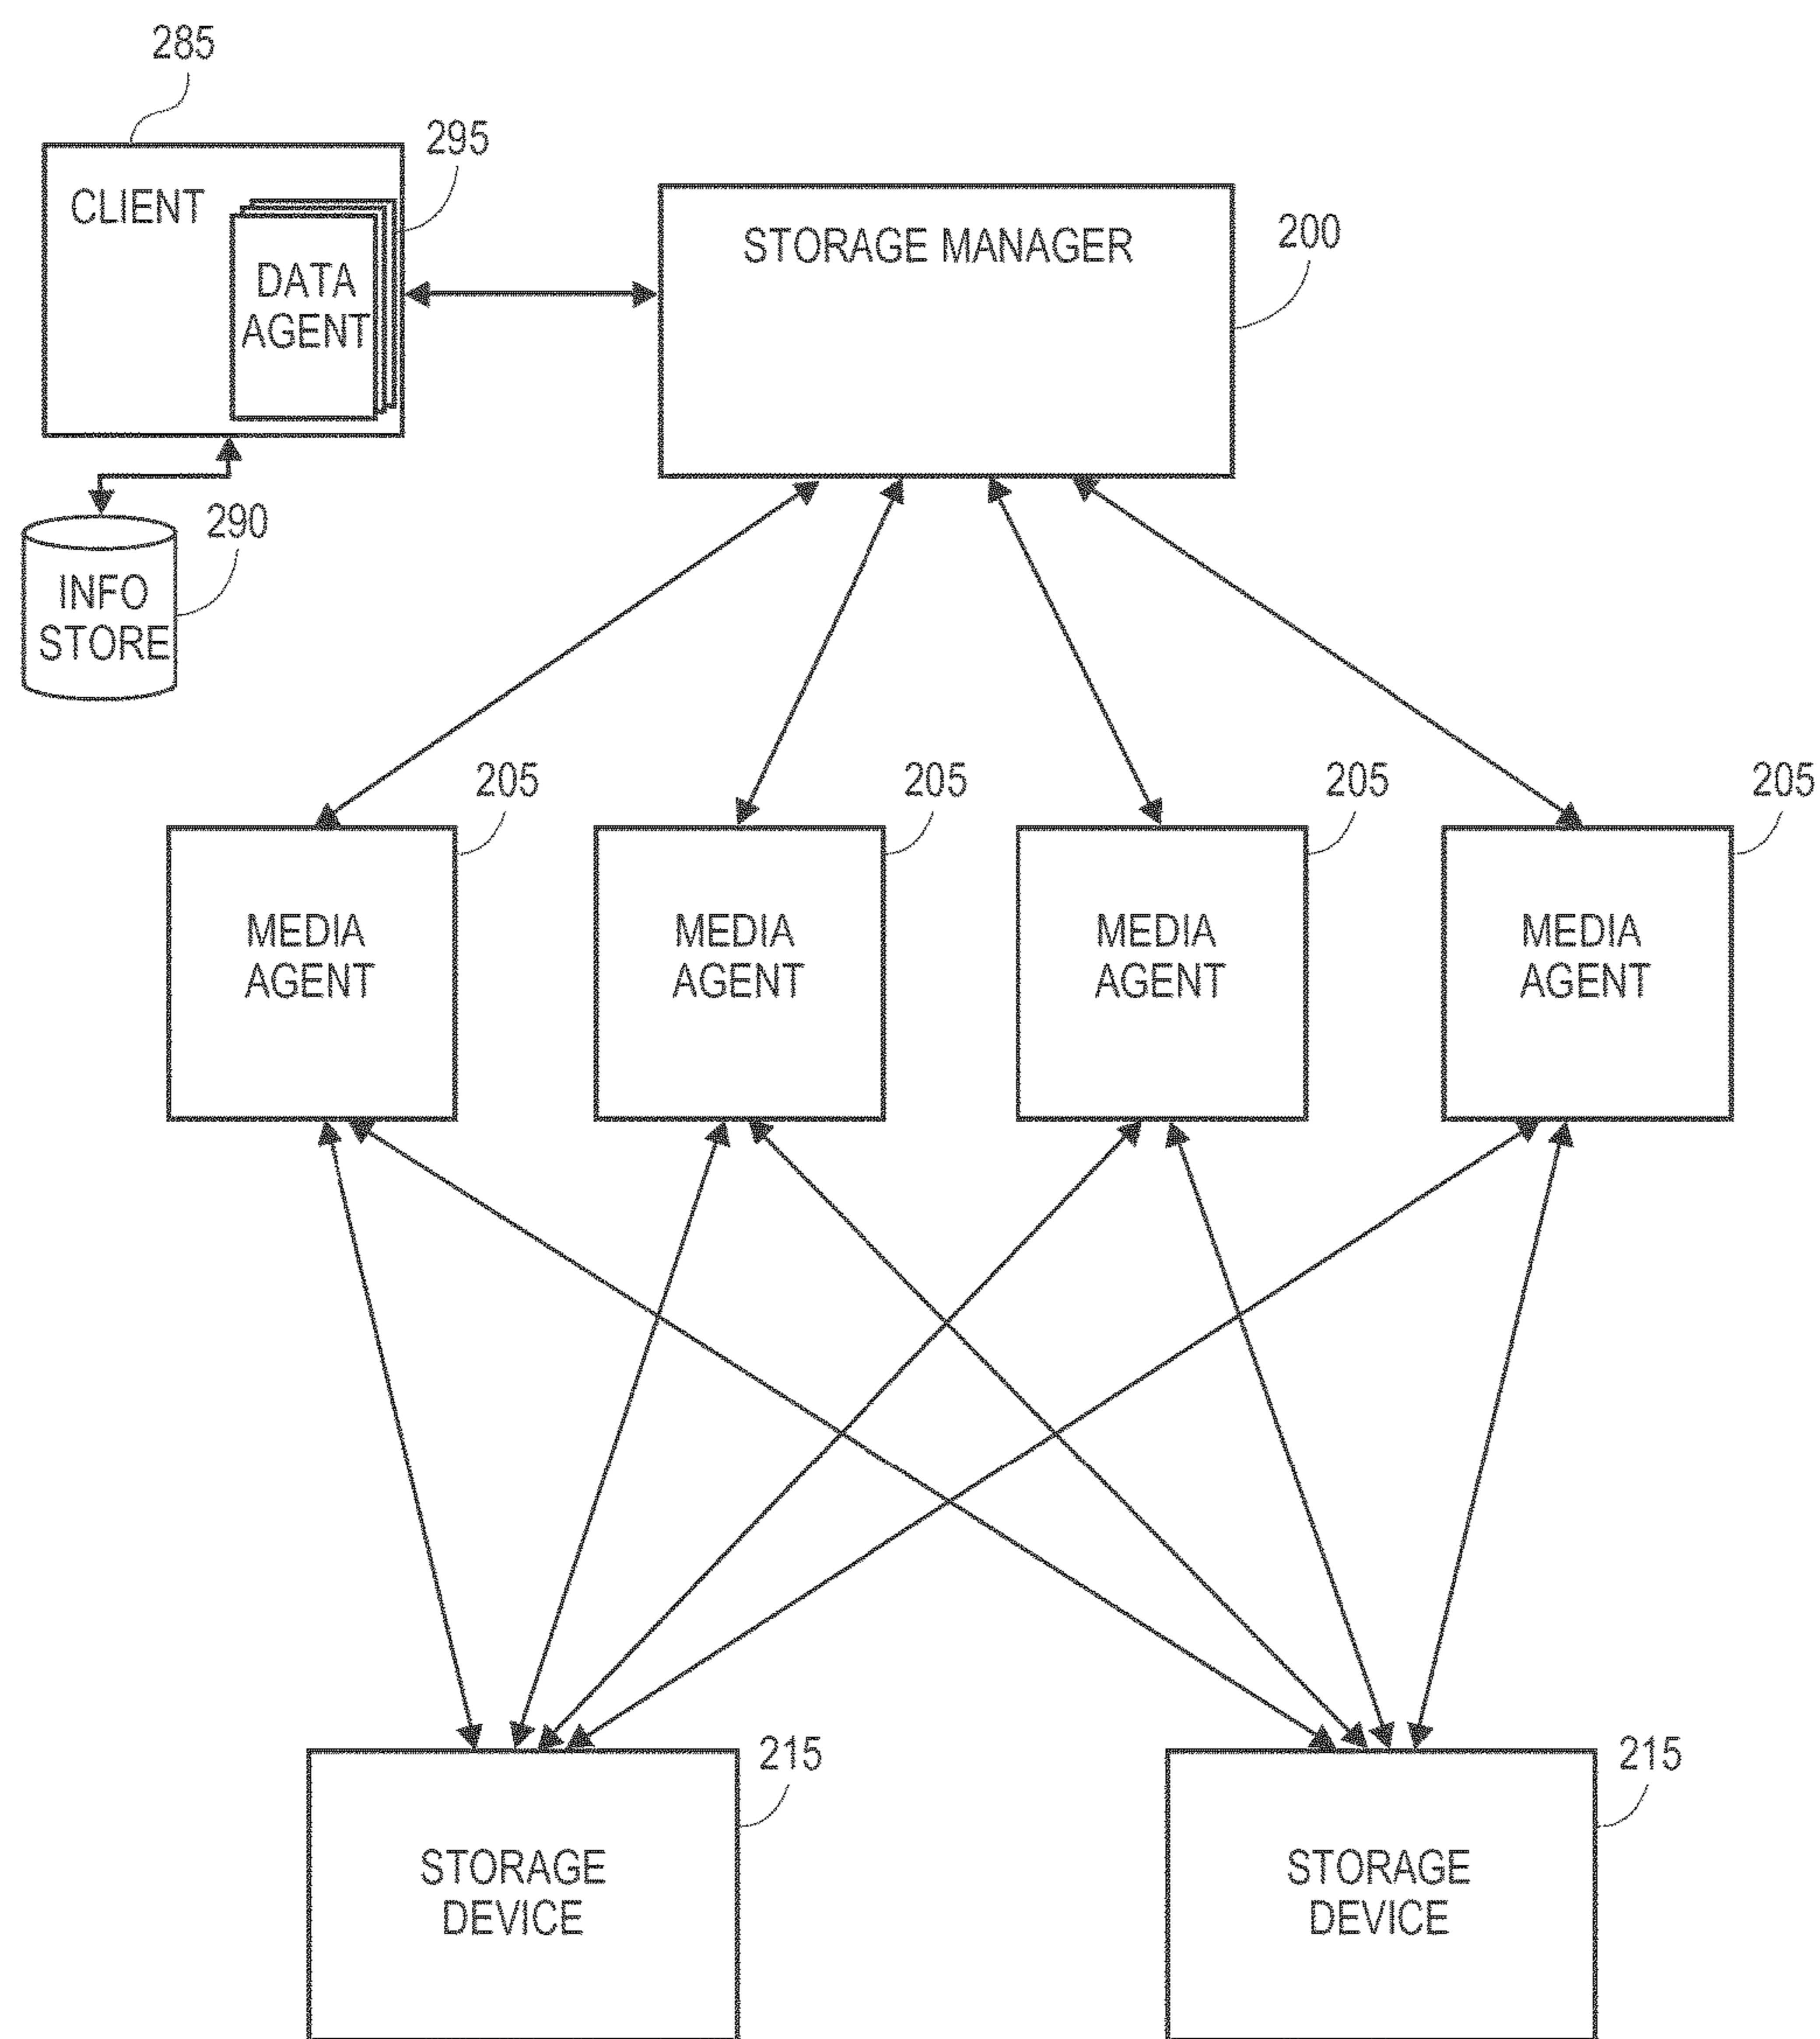 285
295
CLIENT
DATA
AGENT
STORAGE MANAGER
200
290
INFO
STORE
205
205
205
205
MEDIA
AGENT
MEDIA
AGENT
MEDIA
AGENT
MEDIA
AGENT
215
215
STORAGE
DEVICE
STORAGE
DEVICE